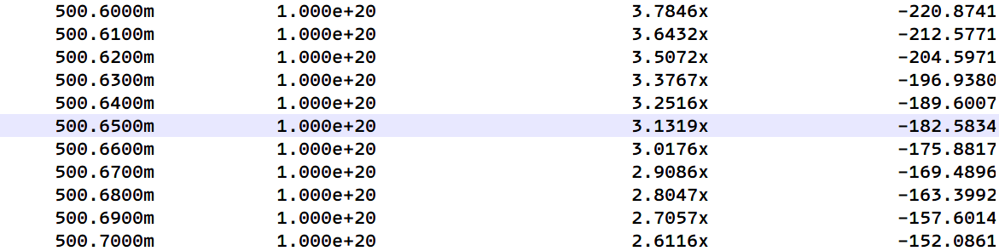 500.6000m 1.000e+20 3.7846x -220.8741
500.6100m 1.000e+20 3.6432x -212.5771
500.6200m 1.000e+20 3.5072x -204.5971
500.6300m 1.000e+20 3.3767x -196.9380
500.6400m 1.000e+20 3.2516x -189.6007
500.6500m 1.000e+20 3.1319x -182.5834
500.6600m 1.000e+20 3.0176x -175.8817
500.6700m 1.000e+20 2.9086x -169.4896
500.6800m 1.000e+20 2.8047x -163.3992
500.6900m 1.000e+20 2.7057x -157.6014
500.7000m 1.000e+20 2.6116x -152.0861